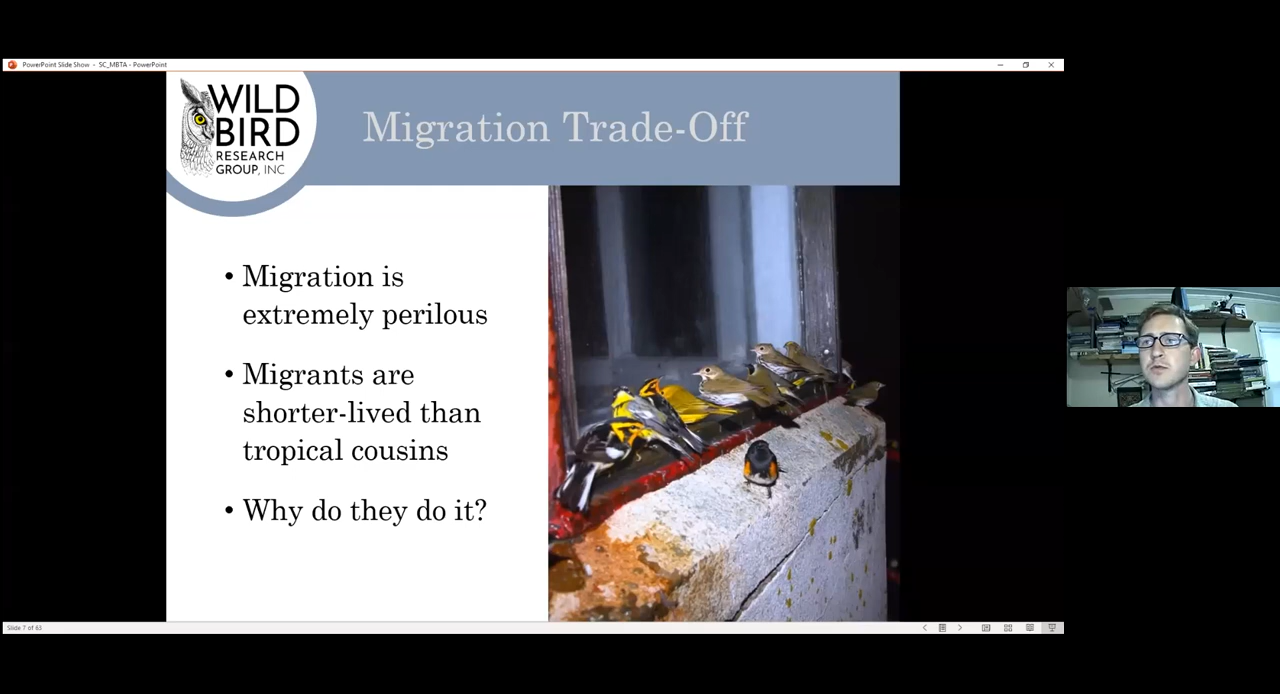 PowerPoint Slide Show - SC_MBTA - PowerPoint
WILD
BIRD
RESEARCH
GROUP, INC
Migration Trade-Off
• Migration is
extremely perilous
• Migrants are
shorter-lived than
tropical cousins
• Why do they do it?
Slide 7 of 63